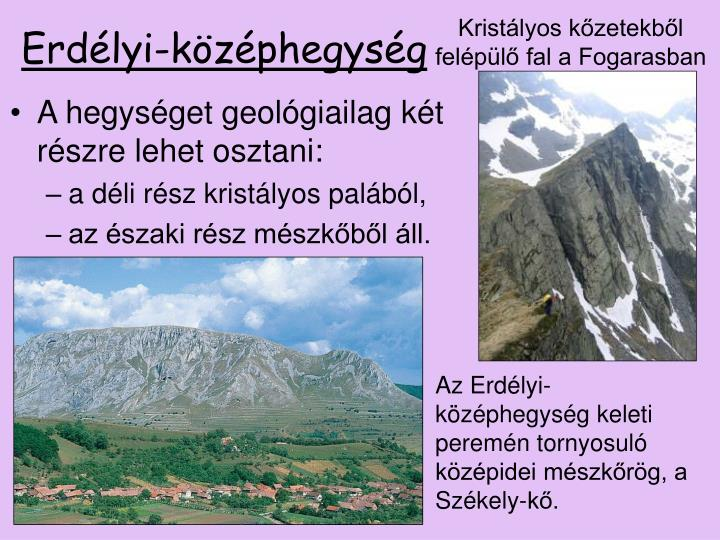 Erdélyi-középhegység
Kristályos kőzetekből
felépülő fal a Fogarasban
• A hegységet geológiailag két
részre lehet osztani:
– a déli rész kristályos palából,
– az északi rész mészkőből áll.
Az Erdélyi-
középhegység keleti
peremén tornyosuló
középidei mészkőrög, a
Székely-kő.